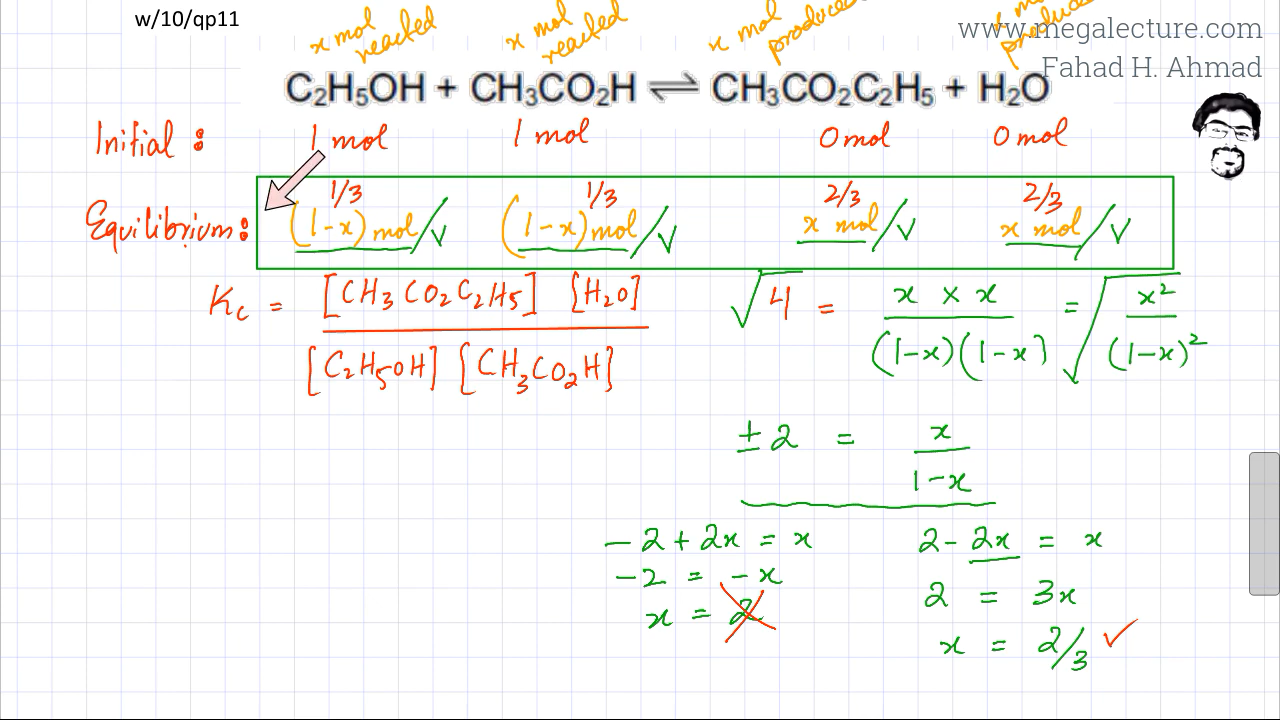 w/10/qp11
x mol reacted x mol reacted x mol produced x mol produced
www.megalecture.com
Fahad H. Ahmad
C₂H₅OH + CH₃CO₂H ⇌ CH₃CO₂C₂H₅ + H₂O
Initial : 1 mol 1 mol 0 mol 0 mol
1/3 1/3 2/3 2/3
Equilibrium : (1-x) mol/V (1-x) mol/V x mol/V x mol/V
Kc = [CH3CO2C2H5] [H2O] / [C2H5OH] [CH3CO2H]
√4 = x × x / (1-x)(1-x) = √x² / (1-x)²
± 2 = x / 1-x
-2 + 2x = x
-2 = -x
x = 2
2 - 2x = x
2 = 3x
x = 2/3 ✓